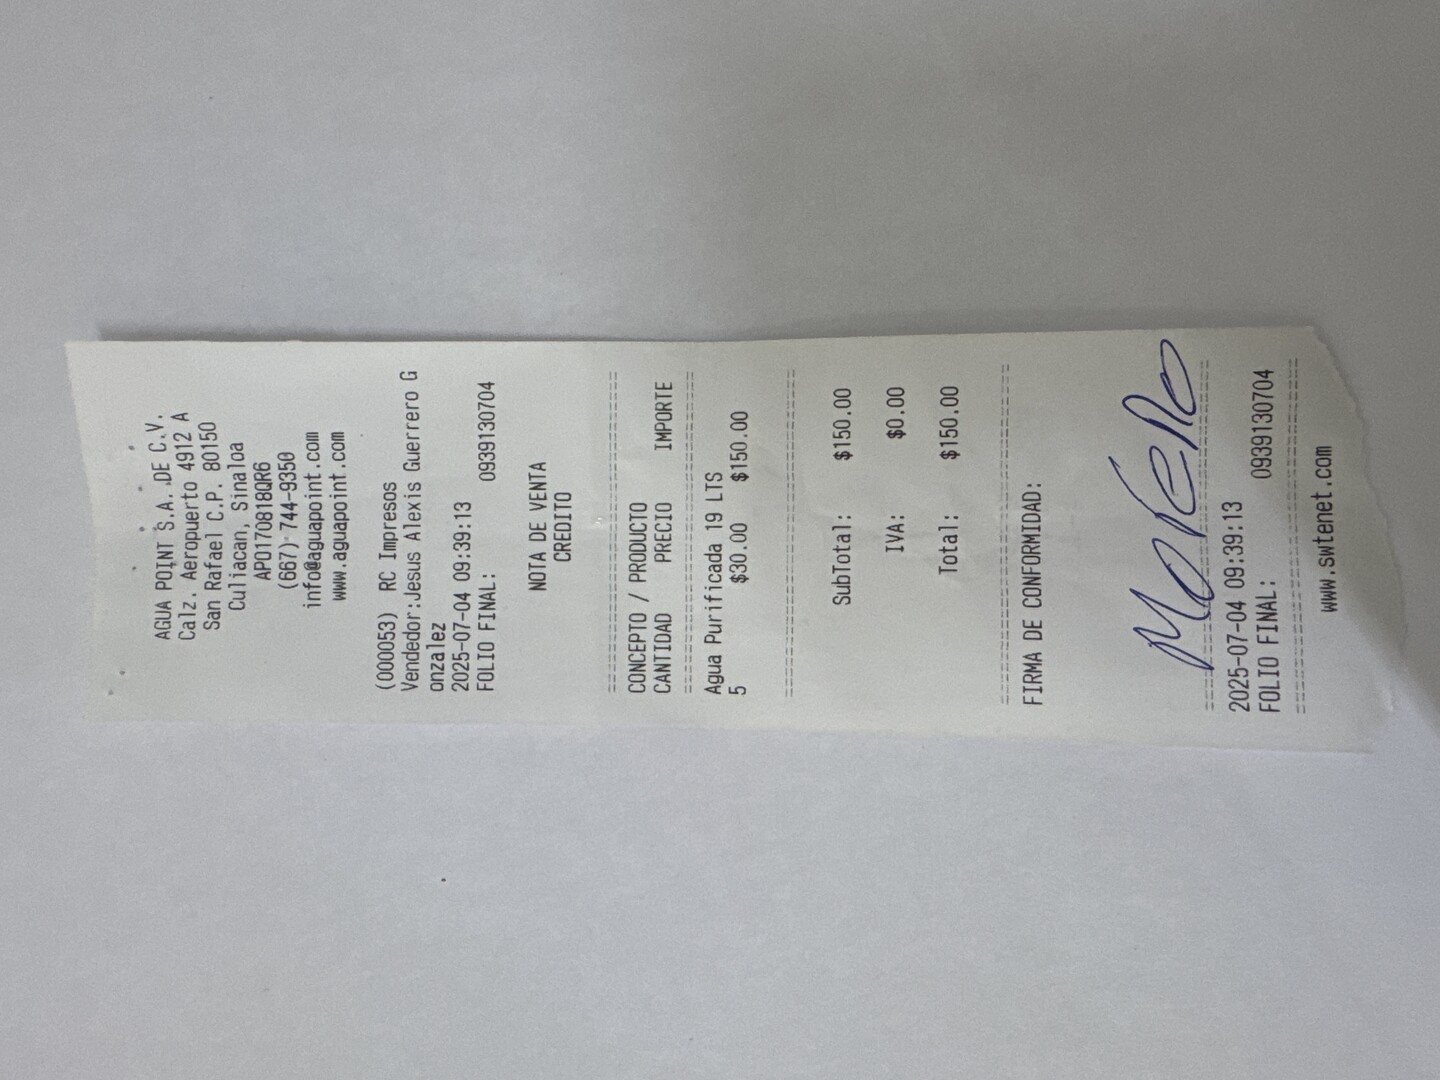 AGUA POINT S.A. DE C.V.
Calz. Aeropuerto 4912 A
San Rafael C.P. 80150
Culiacan, Sinaloa
APO1708188R6
(667) 744-9350
info@aguapoint.com
www.aguapoint.com
(000053) RC Impresos
Vendedor:Jesus Alexis Guerrero G
onzalez
2025-07-04 09:39:13
FOLIO FINAL: 0939130704
NOTA DE VENTA
CREDITO
================================
CONCEPTO / PRODUCTO
CANTIDAD PRECIO IMPORTE
================================
Agua Purificada 19 LTS
5 $30.00 $150.00
================================
SubTotal: $150.00
IVA: $0.00
Total: $150.00
================================
FIRMA DE CONFORMIDAD:
================================
2025-07-04 09:39:13
FOLIO FINAL: 0939130704
================================
www.swtenet.com